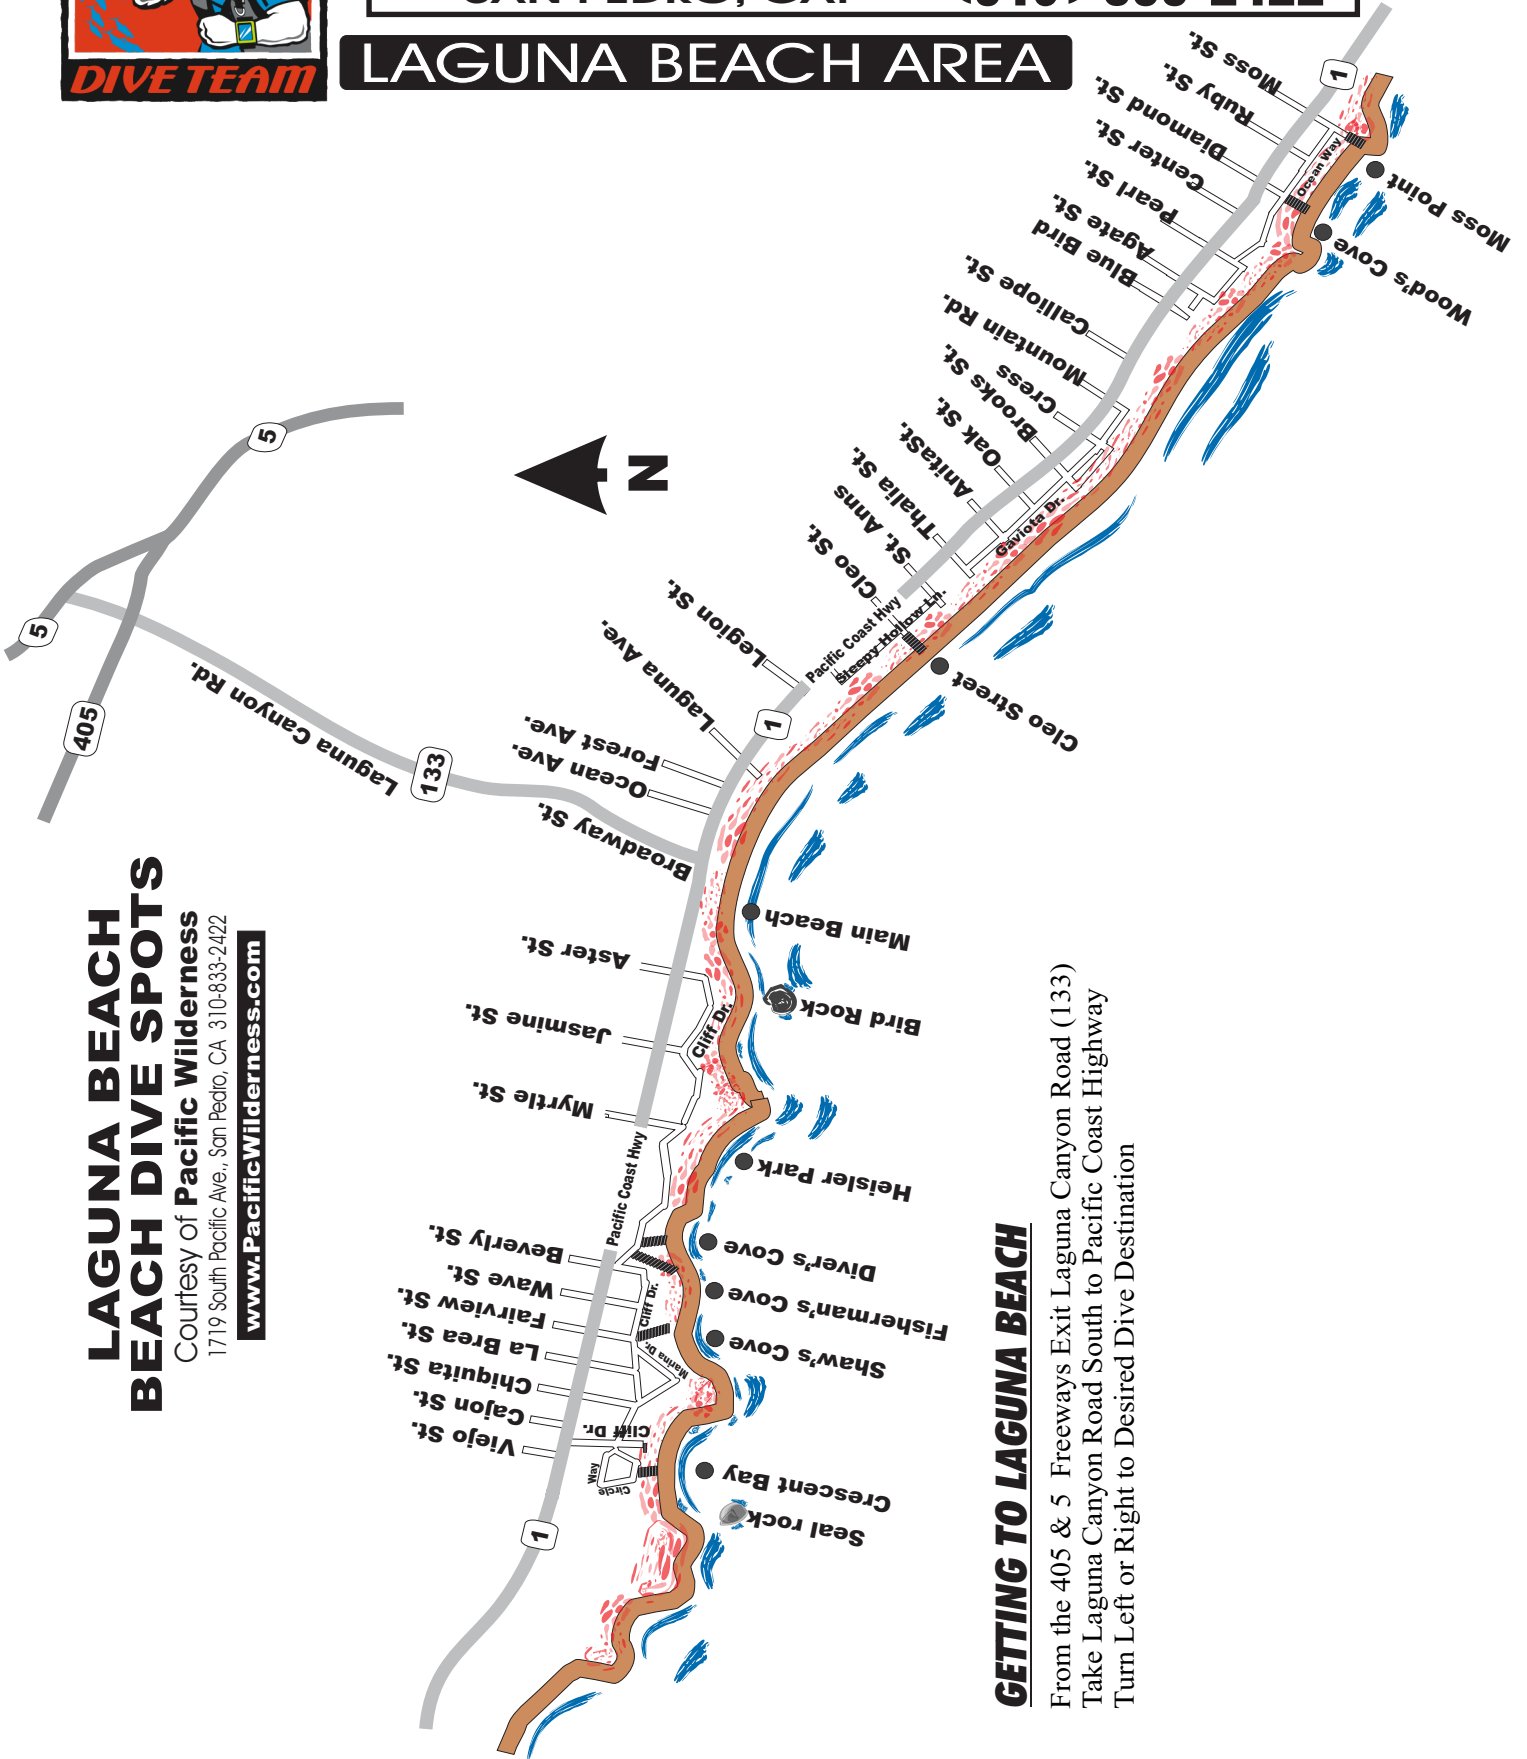 DIVE TEAM
LAGUNA BEACH AREA
LAGUNA BEACH
BEACH DIVE SPOTS
Courtesy of Pacific Wilderness
1719 South Pacific Ave., San Pedro, CA 310-833-2422
www.PacificWilderness.com
5
5
405
133
Laguna Canyon Rd.
N
1
Moss St.
Ruby St.
Diamond St.
Center St.
Pearl St.
Agate St.
Blue Bird
Calliope St.
Mountain Rd.
Cress
Brooks St.
Oak St.
AnitaSt.
Thalia St.
St. Anns
Cleo St.
Legion St.
Laguna Ave.
Forest Ave.
Ocean Ave.
Broadway St.
Aster St.
Jasmine St.
Myrtle St.
Beverly St.
Wave St.
Fairview St.
La Brea St.
Chiquita St.
Cajon St.
Viejo St.
Ocean Way
Gaviota Dr.
Pacific Coast Hwy
Sleepy Hollow Ln.
1
Cliff Dr.
Pacific Coast Hwy
Cliff Dr.
Marina Dr.
Cliff Dr.
Circle
Way
1
Moss Point
Wood's Cove
Cleo Street
Main Beach
Bird Rock
Heisler Park
Diver's Cove
Fisherman's Cove
Shaw's Cove
Crescent Bay
Seal rock
GETTING TO LAGUNA BEACH
From the 405 & 5 Freeways Exit Laguna Canyon Road (133)
Take Laguna Canyon Road South to Pacific Coast Highway
Turn Left or Right to Desired Dive Destination